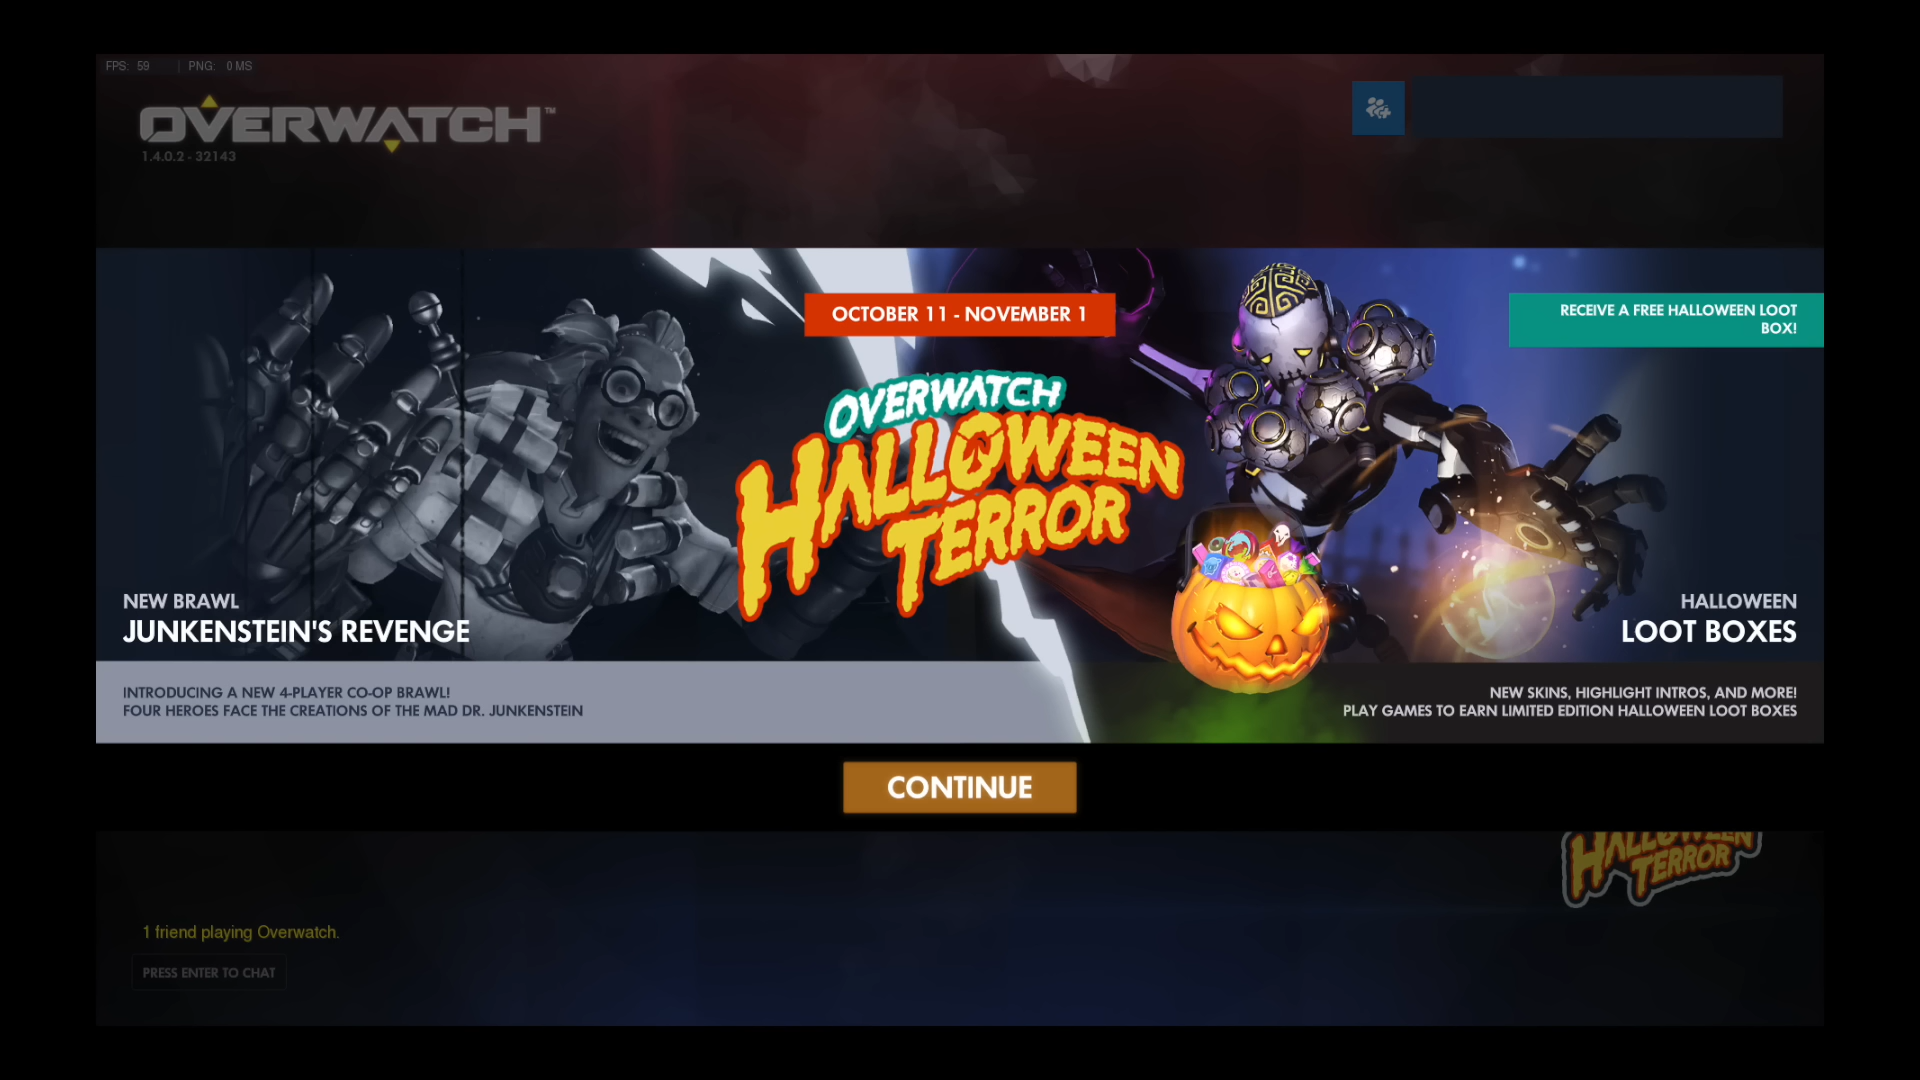 FPS: 59 | PNG: 0 MS
OVERWATCH™
1.4.0.2 - 32143
OCTOBER 11 - NOVEMBER 1
RECEIVE A FREE HALLOWEEN LOOT
BOX!
OVERWATCH
HALLOWEEN
TERROR
NEW BRAWL
JUNKENSTEIN'S REVENGE
INTRODUCING A NEW 4-PLAYER CO-OP BRAWL!
FOUR HEROES FACE THE CREATIONS OF THE MAD DR. JUNKENSTEIN
HALLOWEEN
LOOT BOXES
NEW SKINS, HIGHLIGHT INTROS, AND MORE!
PLAY GAMES TO EARN LIMITED EDITION HALLOWEEN LOOT BOXES
CONTINUE
HALLOWEEN
TERROR
1 friend playing Overwatch.
PRESS ENTER TO CHAT